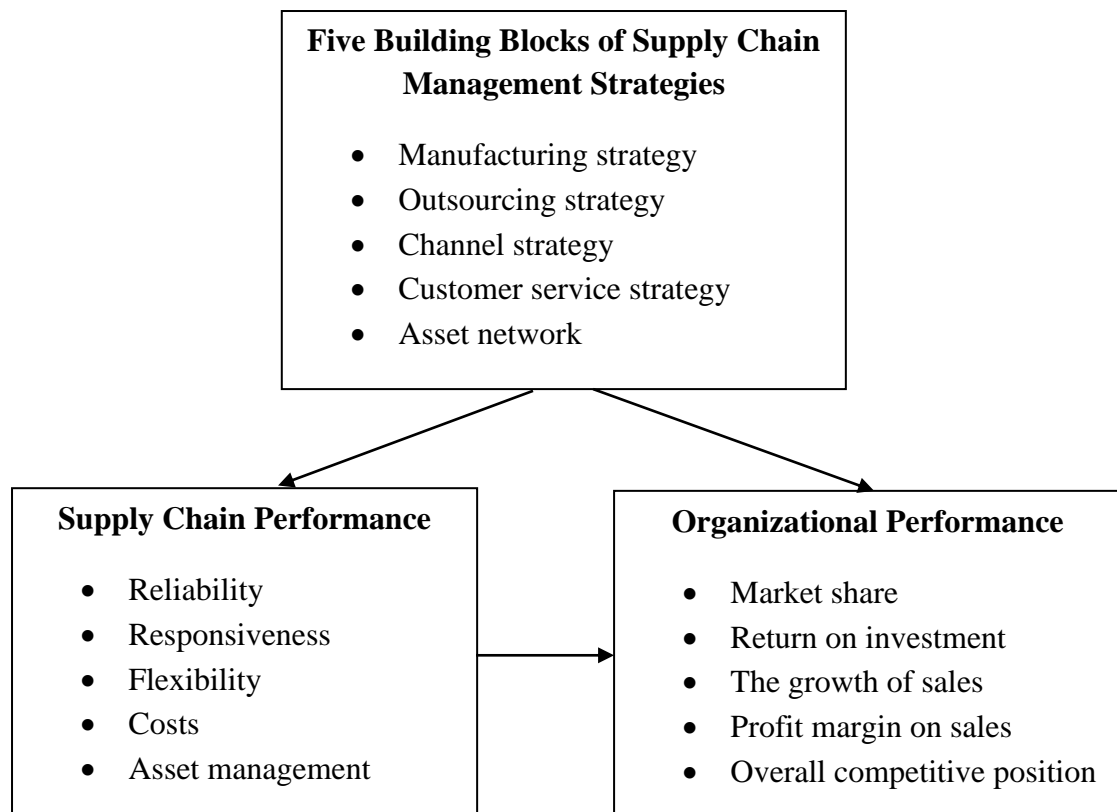 Five Building Blocks of Supply Chain
Management Strategies
• Manufacturing strategy
• Outsourcing strategy
• Channel strategy
• Customer service strategy
• Asset network
Supply Chain Performance
• Reliability
• Responsiveness
• Flexibility
• Costs
• Asset management
Organizational Performance
• Market share
• Return on investment
• The growth of sales
• Profit margin on sales
• Overall competitive position